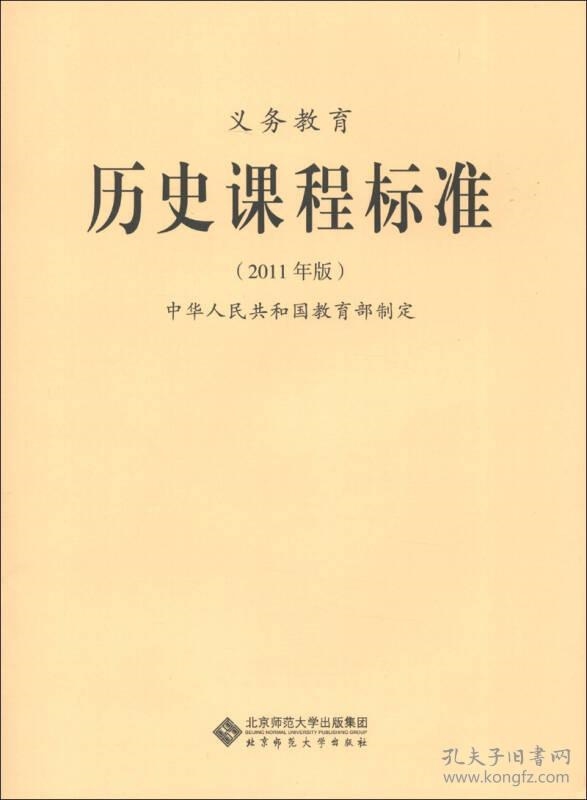 义务教育
历史课程标准
（2011年版）
中华人民共和国教育部制定
北京师范大学出版集团
BEIJING NORMAL UNIVERSITY PUBLISHING GROUP
北京师范大学出版社
孔夫子旧书网
www.kongfz.com